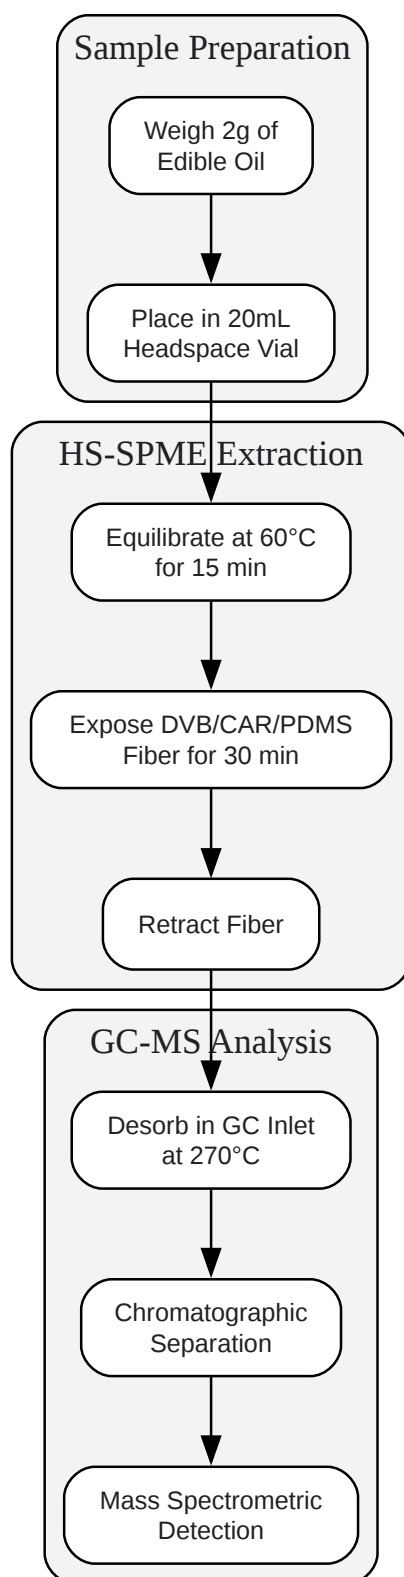 Sample Preparation
Weigh 2g of
Edible Oil
Place in 20mL
Headspace Vial
HS-SPME Extraction
Equilibrate at 60°C
for 15 min
Expose DVB/CAR/PDMS
Fiber for 30 min
Retract Fiber
GC-MS Analysis
Desorb in GC Inlet
at 270°C
Chromatographic
Separation
Mass Spectrometric
Detection